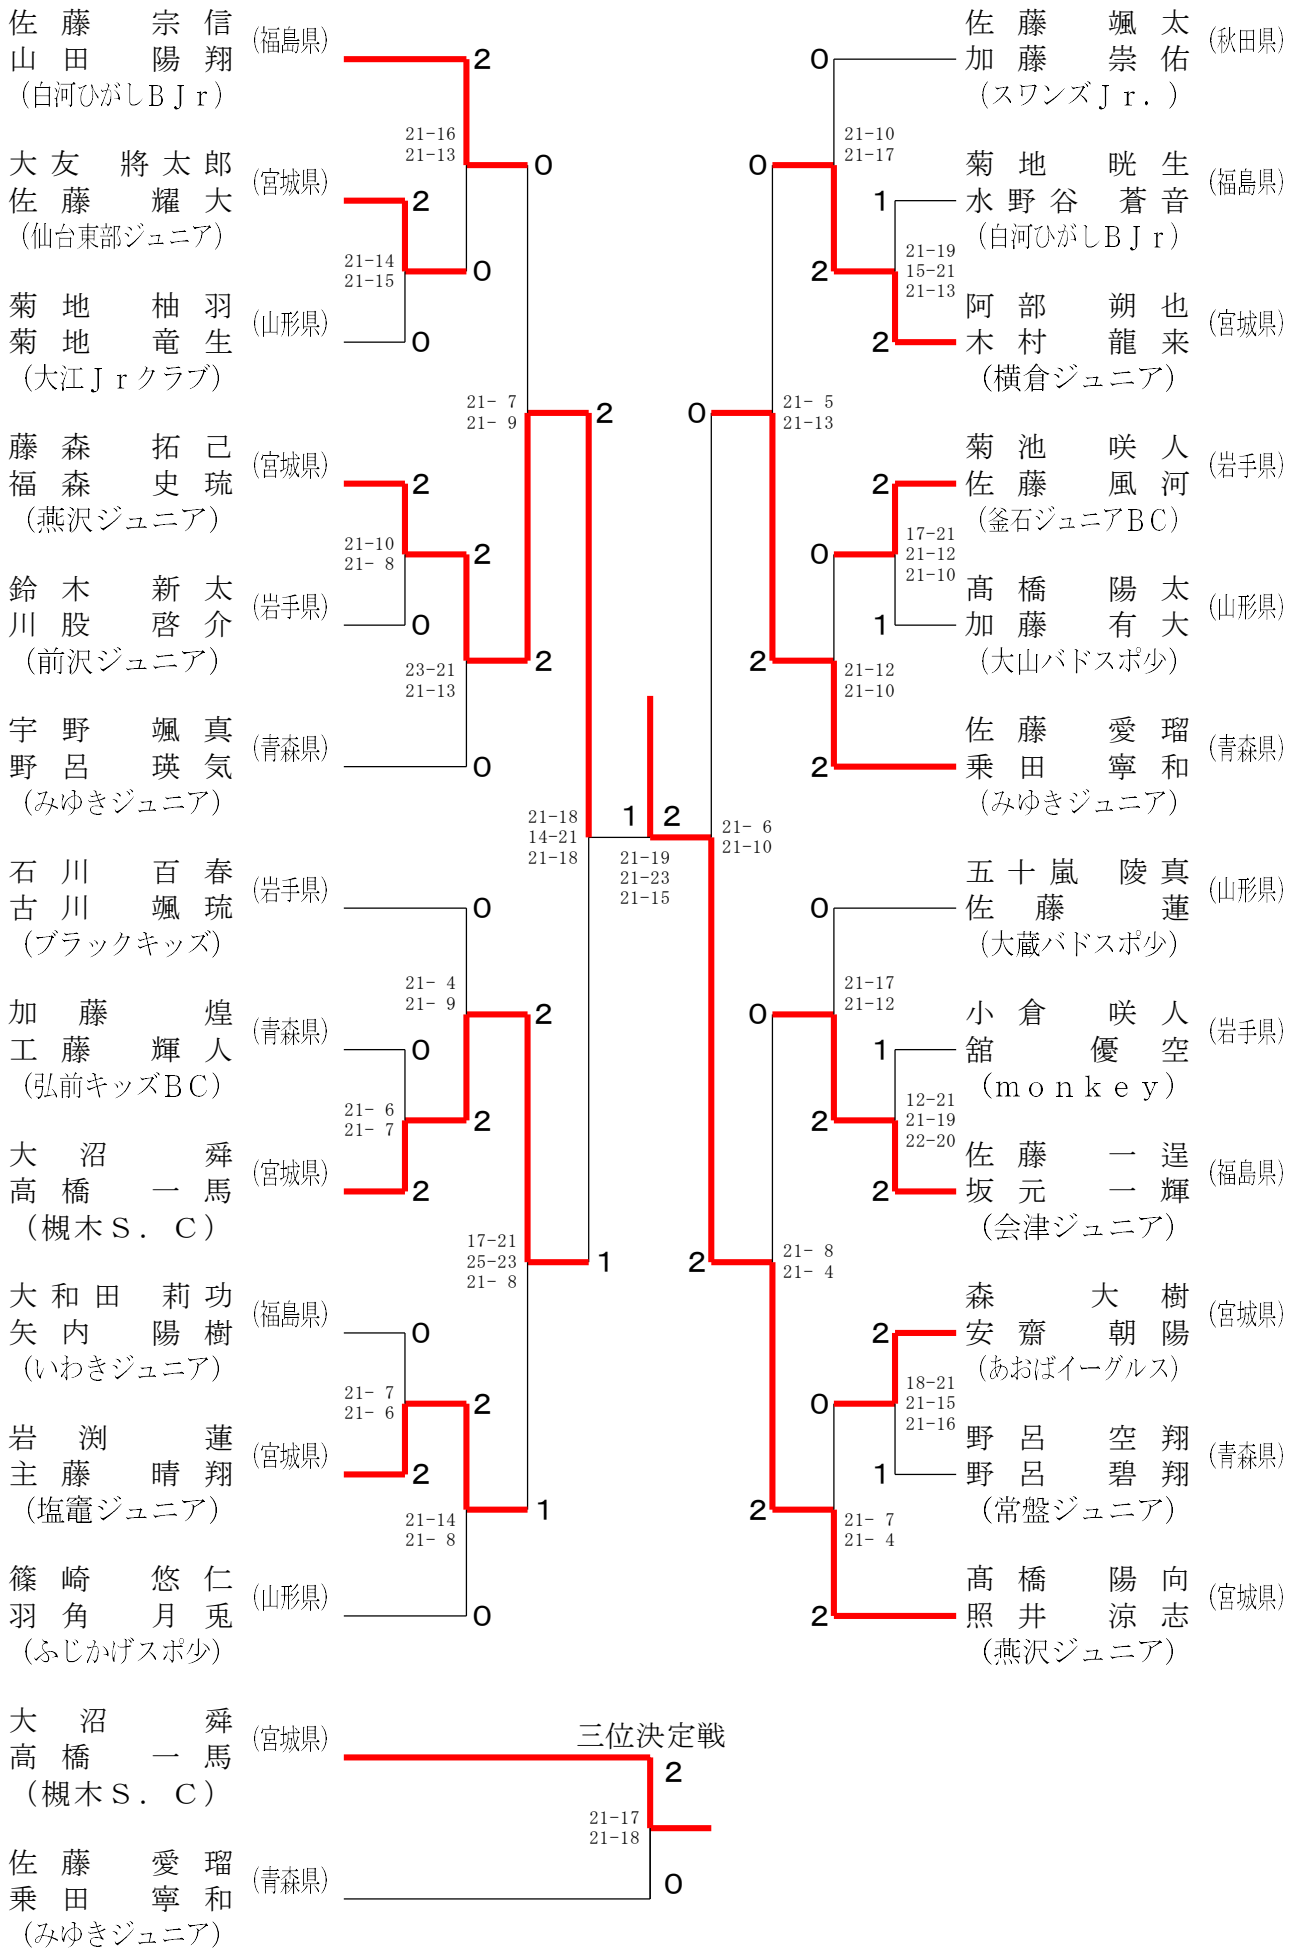 佐藤 宗信
山田 陽翔
(白河ひがしBJr)
(福島県)
2
21-16
21-13
0
大友 將太郎
佐藤 耀大
(仙台東部ジュニア)
(宮城県)
2
21-14
21-15
0
菊地 柚羽
菊地 竜生
(大江Jrクラブ)
(山形県)
0
21- 7
21- 9
2
藤森 拓己
福森 史琉
(燕沢ジュニア)
(宮城県)
2
21-10
21- 8
2
鈴木 新太
川股 啓介
(前沢ジュニア)
(岩手県)
0
23-21
21-13
2
宇野 颯真
野呂 瑛気
(みゆきジュニア)
(青森県)
0
21-18
14-21
21-18
1
2
21-19
21-23
21-15
石川 百春
古川 颯琉
(ブラックキッズ)
(岩手県)
0
21- 4
21- 9
2
加藤 煌
工藤 輝人
(弘前キッズBC)
(青森県)
0
21- 6
21- 7
2
大沼 舜
高橋 一馬
(槻木S.C)
(宮城県)
2
17-21
25-23
21- 8
1
大和田 莉功
矢内 陽樹
(いわきジュニア)
(福島県)
0
21- 7
21- 6
2
岩渕 蓮
主藤 晴翔
(塩竈ジュニア)
(宮城県)
2
21-14
21- 8
1
篠崎 悠仁
羽角 月兎
(ふじかげスポ少)
(山形県)
0
佐藤 颯太
加藤 崇佑
(スワンズJr.)
(秋田県)
0
21-10
21-17
0
菊地 晄生
水野谷 蒼音
(白河ひがしBJr)
(福島県)
1
21-19
15-21
21-13
2
阿部 朔也
木村 龍来
(横倉ジュニア)
(宮城県)
2
0
21- 5
21-13
菊池 咲人
佐藤 風河
(釜石ジュニアBC)
(岩手県)
2
17-21
21-12
21-10
0
髙橋 陽太
加藤 有大
(大山バドスポ少)
(山形県)
1
2
21-12
21-10
佐藤 愛瑠
乗田 寧和
(みゆきジュニア)
(青森県)
2
21- 6
21-10
五十嵐 陵真
佐藤 蓮
(大蔵バドスポ少)
(山形県)
0
21-17
21-12
0
小倉 咲人
舘 優空
(monkey)
(岩手県)
1
12-21
21-19
22-20
2
佐藤 一逞
坂元 一輝
(会津ジュニア)
(福島県)
2
2
21- 8
21- 4
森 大樹
安齋 朝陽
(あおばイーグルス)
(宮城県)
2
18-21
21-15
21-16
0
野呂 空翔
野呂 碧翔
(常盤ジュニア)
(青森県)
1
2
21- 7
21- 4
髙橋 陽向
照井 涼志
(燕沢ジュニア)
(宮城県)
2
三位決定戦
大沼 舜
高橋 一馬
(槻木S.C)
(宮城県)
2
21-17
21-18
佐藤 愛瑠
乗田 寧和
(みゆきジュニア)
(青森県)
0